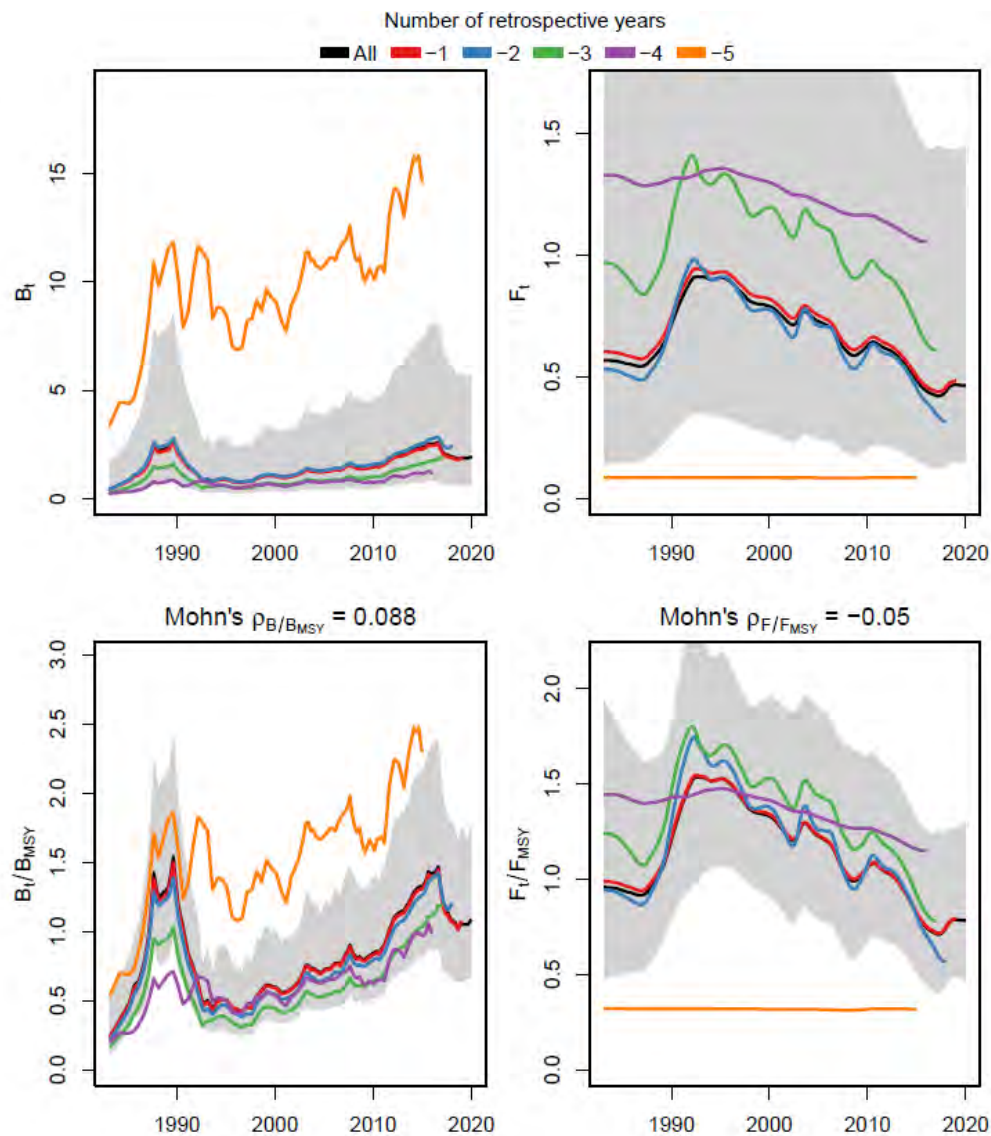 Number of retrospective years
All −1 −2 −3 −4 −5
Bt
0 5 10 15
1990 2000 2010 2020
Ft
0.0 0.5 1.0 1.5
1990 2000 2010 2020
Mohn's ρB/BMSY = 0.088
Bt/BMSY
0.0 0.5 1.0 1.5 2.0 2.5 3.0
1990 2000 2010 2020
Mohn's ρF/FMSY = −0.05
Ft/FMSY
0.0 0.5 1.0 1.5 2.0
1990 2000 2010 2020